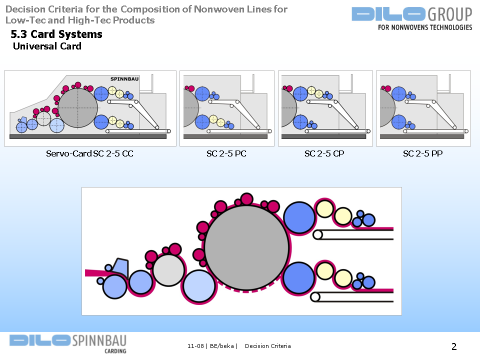 Decision Criteria for the Composition of Nonwoven Lines for
Low-Tec and High-Tec Products
DILO GROUP
FOR NONWOVENS TECHNOLOGIES
5.3 Card Systems
Universal Card
SPINNBAU
Servo-Card SC 2-5 CC
SC 2-5 PC
SC 2-5 CP
SC 2-5 PP
DILO SPINNBAU
CARDING
11-08 | BE/beka | Decision Criteria
2